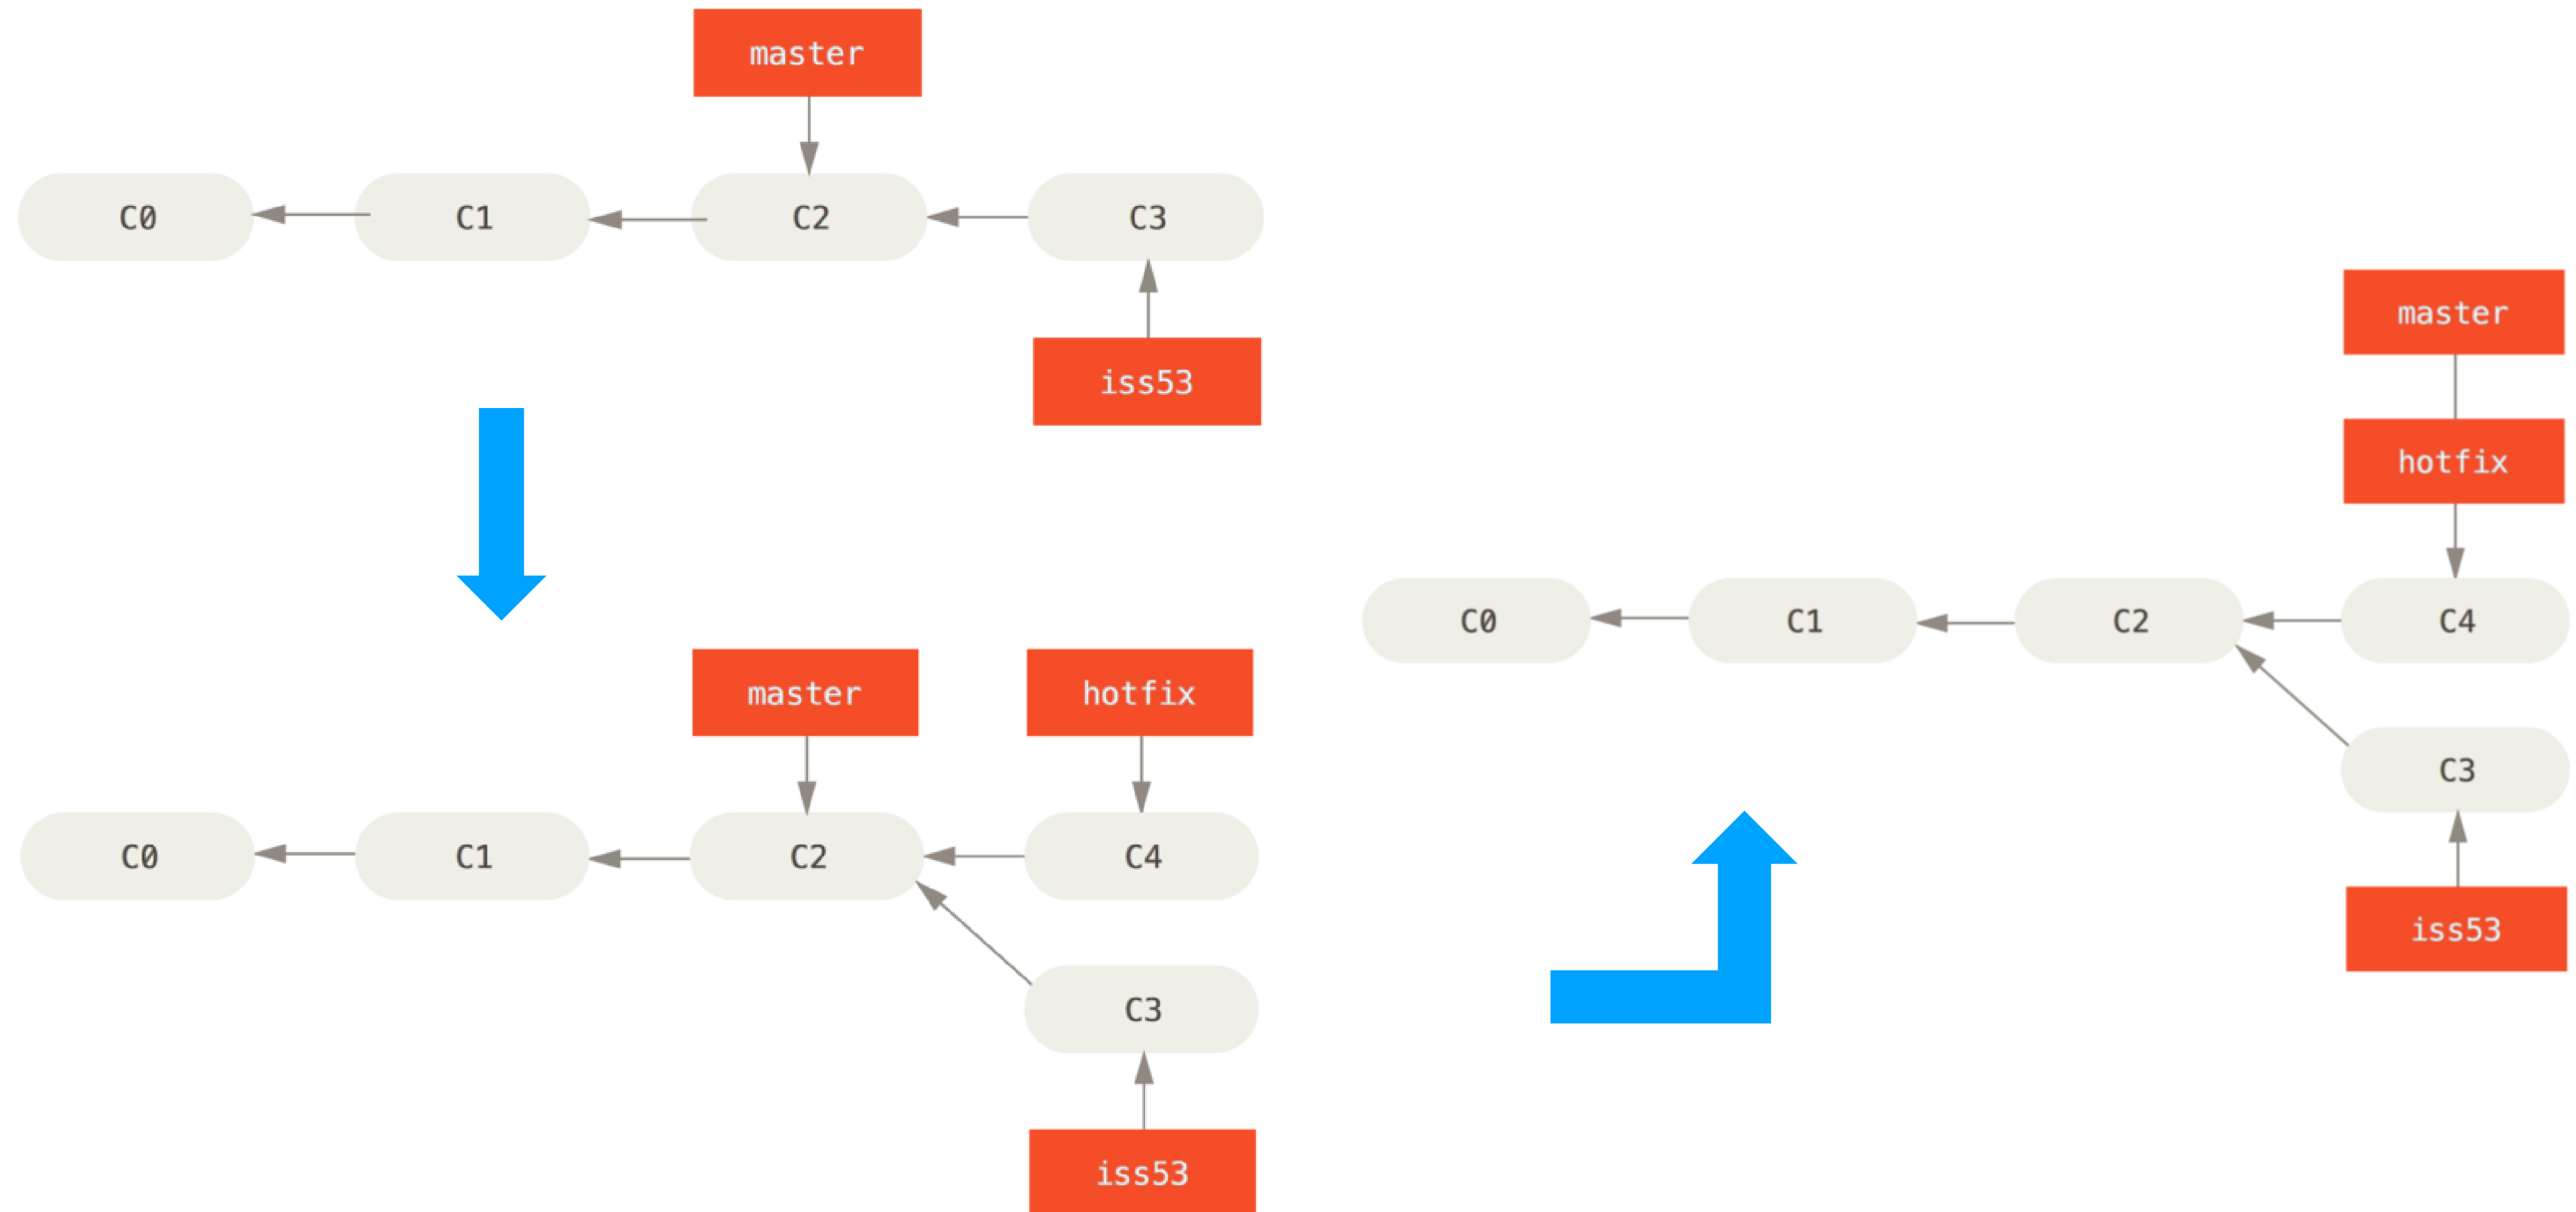 master
C0 C1 C2 C3
iss53
master hotfix
C0 C1 C2 C4
C3
iss53
master
hotfix
C0 C1 C2 C4
C3
iss53